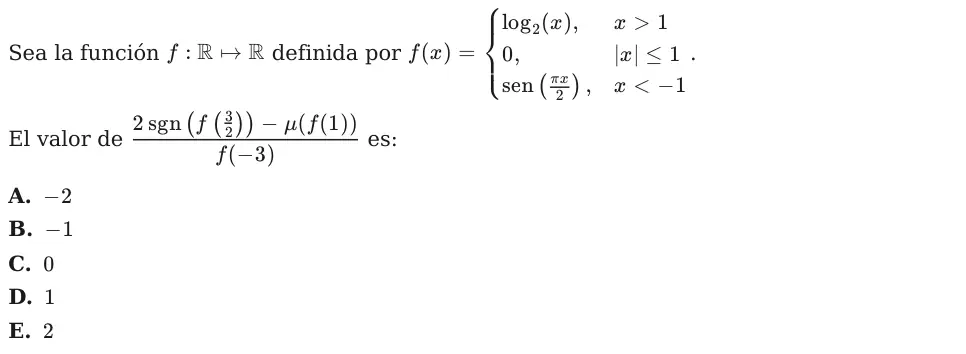 Sea la función f : ℝ ↦ ℝ definida por f(x) = { log₂(x), x > 1
0, |x| ≤ 1 .
sen (πx/2), x < −1
El valor de (2 sgn (f (3/2)) − μ(f(1))) / f(−3) es:
A. −2
B. −1
C. 0
D. 1
E. 2